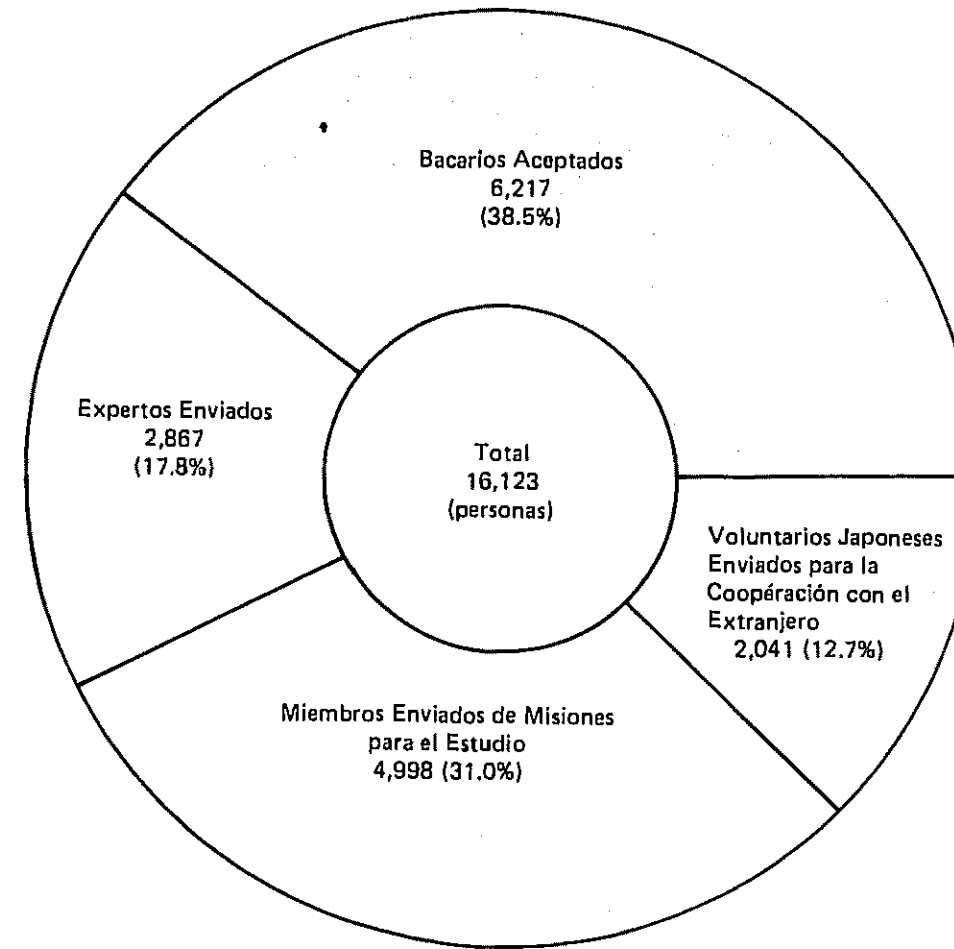 Bacarios Aceptados
6,217
(38.5%)
Expertos Enviados
2,867
(17.8%)
Total
16,123
(personas)
Voluntarios Japoneses
Enviados para la
Coopéración con el
Extranjero
2,041 (12.7%)
Miembros Enviados de Misiones
para el Estudio
4,998 (31.0%)